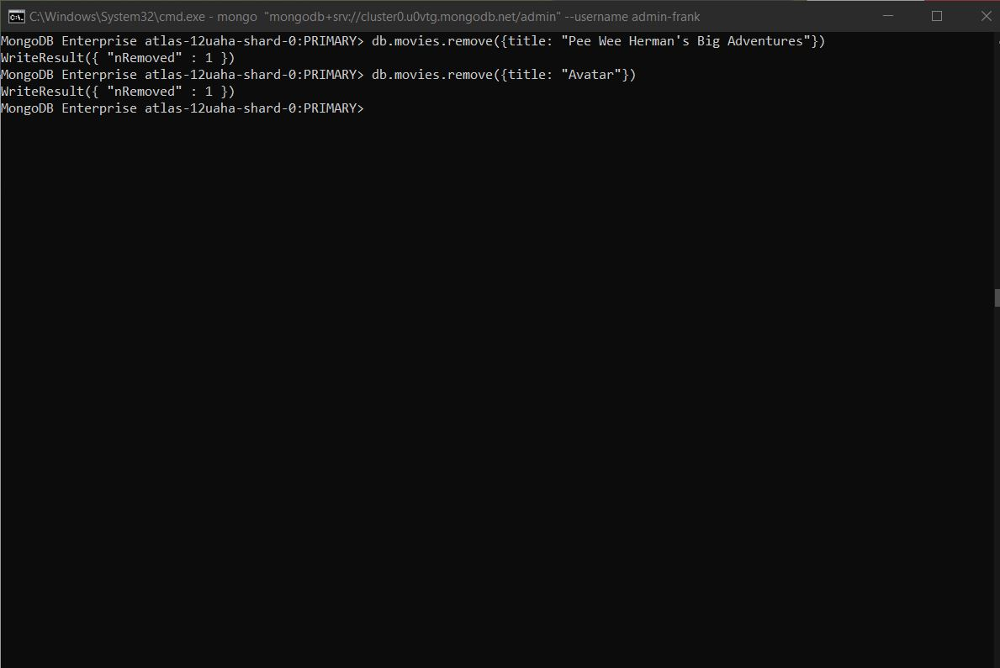 C:\Windows\System32\cmd.exe - mongo  "mongodb+srv://cluster0.u0vtg.mongodb.net/admin" --username admin-frank
MongoDB Enterprise atlas-12uaha-shard-0:PRIMARY> db.movies.remove({title: "Pee Wee Herman's Big Adventures"})
WriteResult({ "nRemoved" : 1 })
MongoDB Enterprise atlas-12uaha-shard-0:PRIMARY> db.movies.remove({title: "Avatar"})
WriteResult({ "nRemoved" : 1 })
MongoDB Enterprise atlas-12uaha-shard-0:PRIMARY>